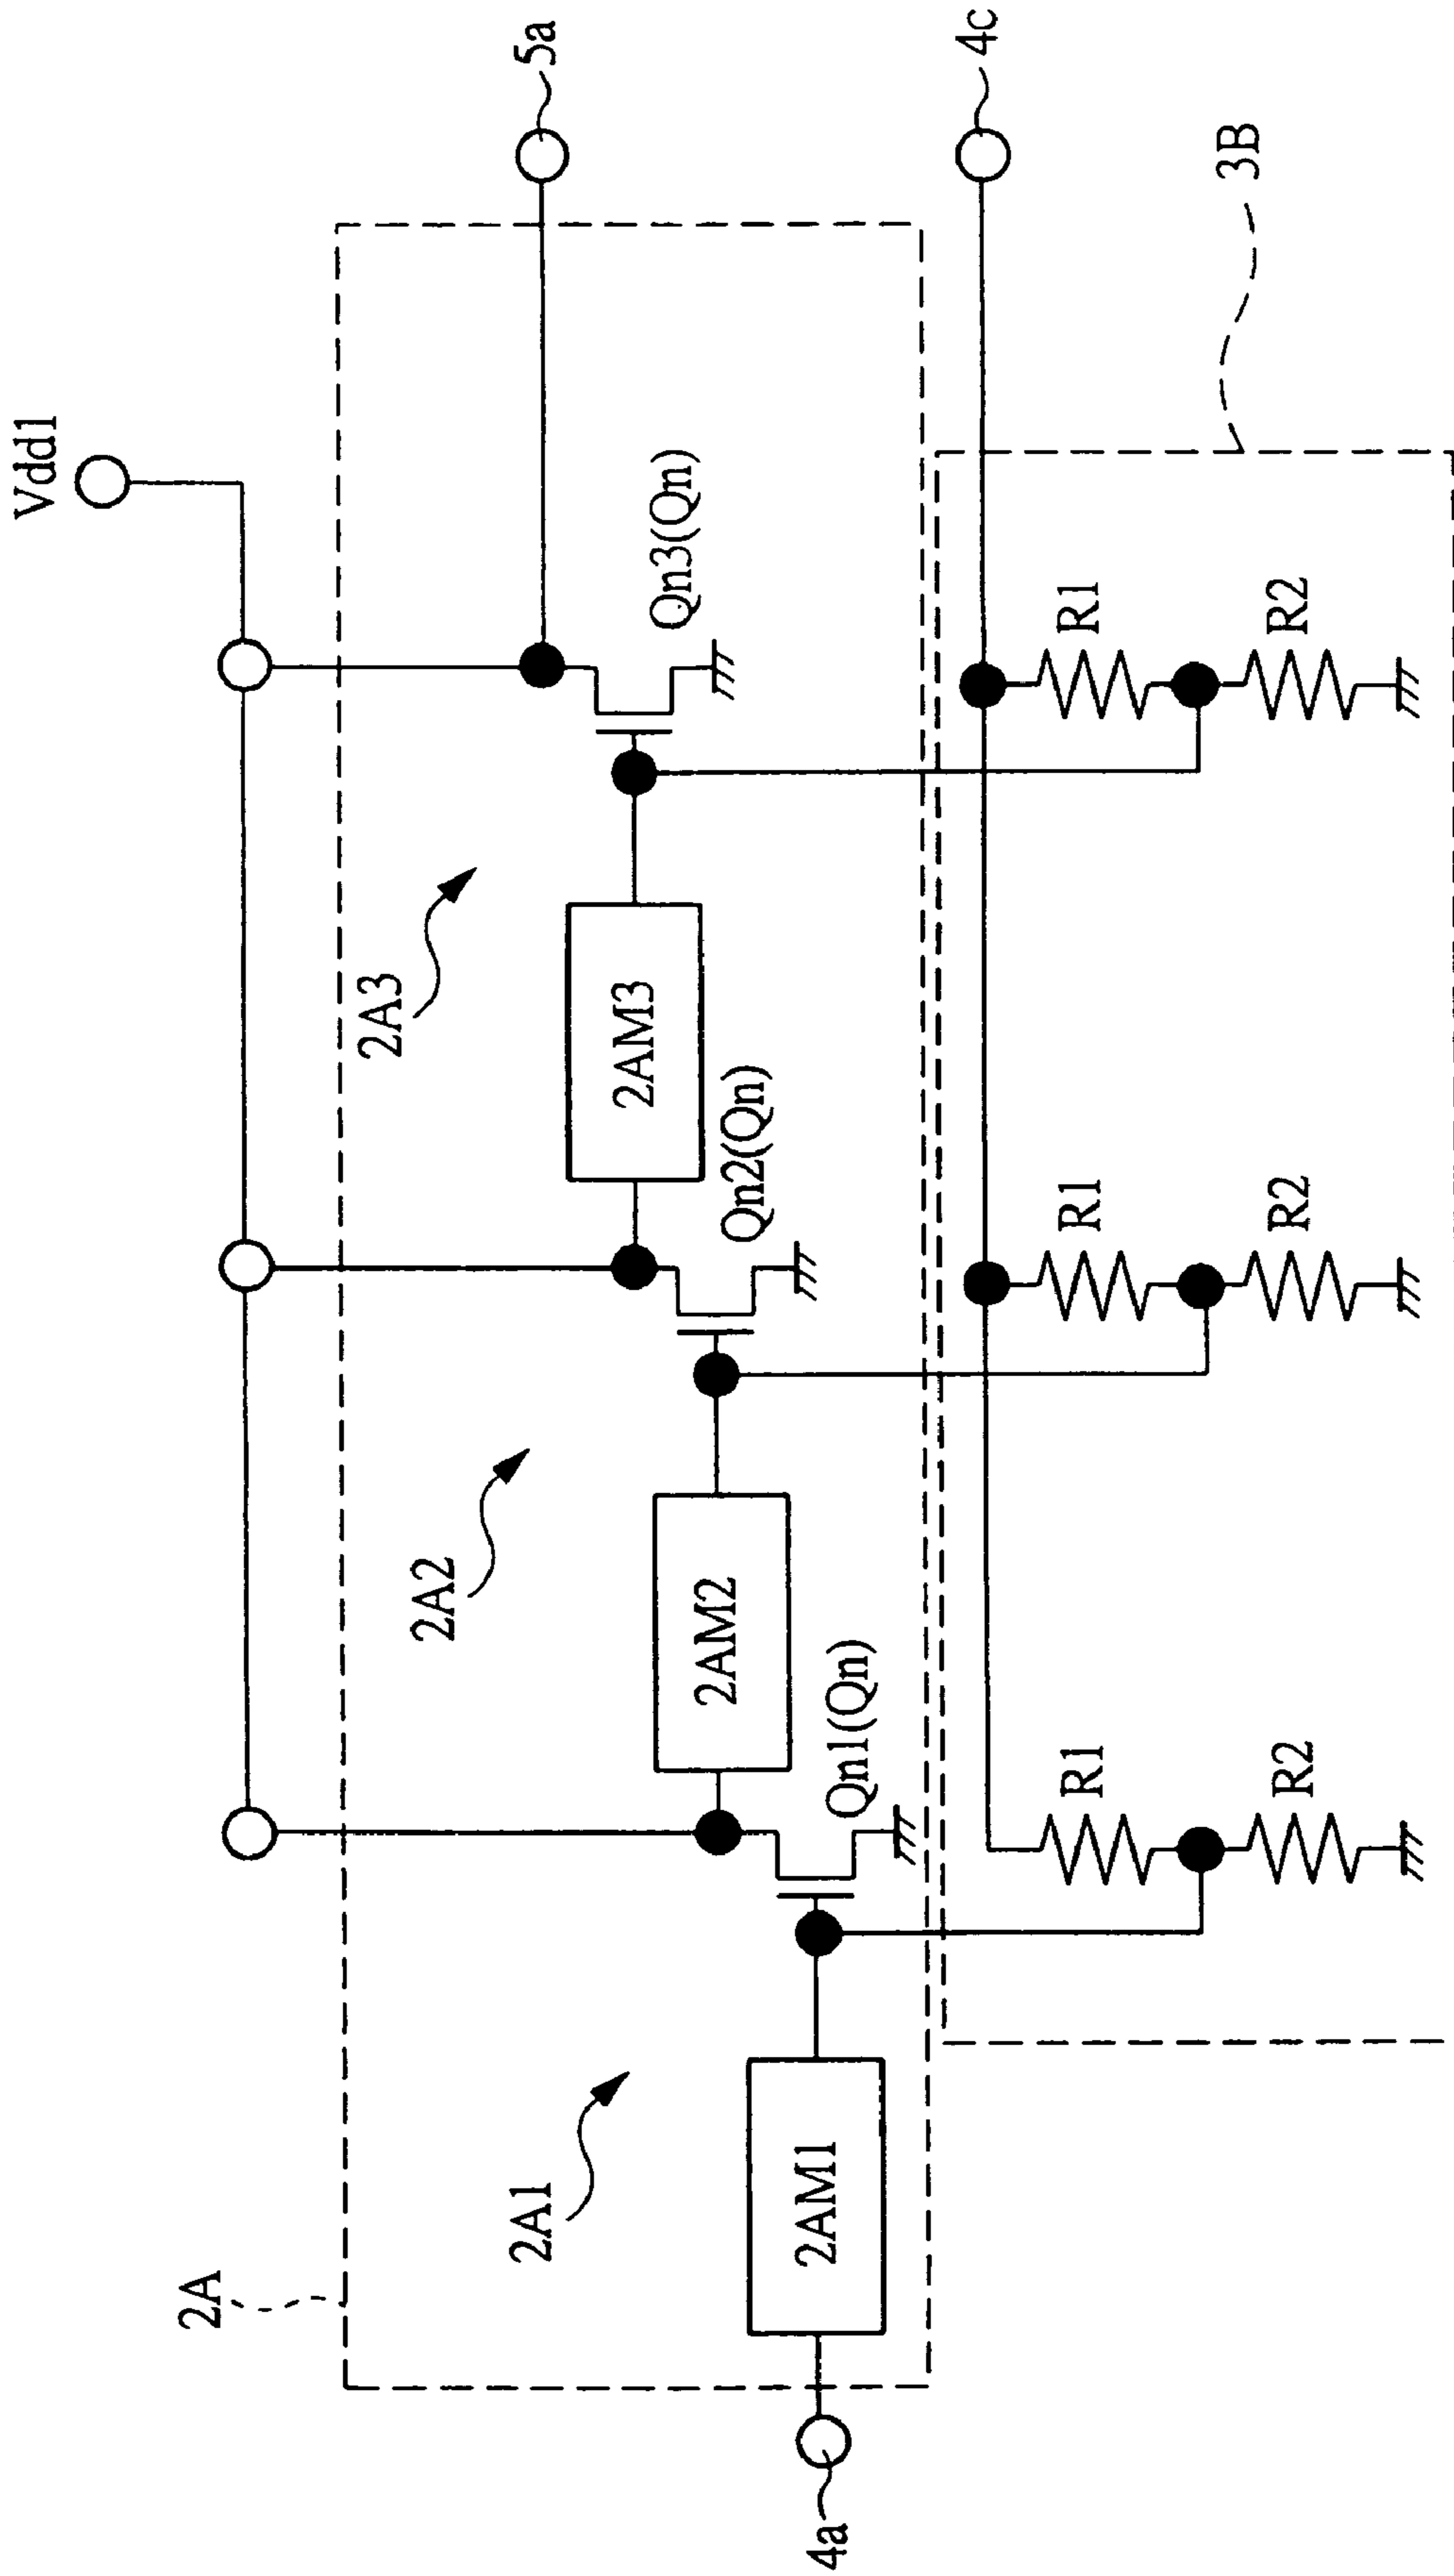 Vdd1
2A
2A1
2A2
2A3
5a
4a
2AM1
Qn1(Qn)
2AM2
Qn2(Qn)
2AM3
Qn3(Qn)
4c
3B
R1
R2
R1
R2
R1
R2